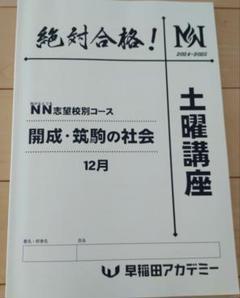 絶対合格!
NN
2024-2025
土曜講座
NN志望校別コース
開成・筑駒の社会
12月
氏名
早稲田アカデミー